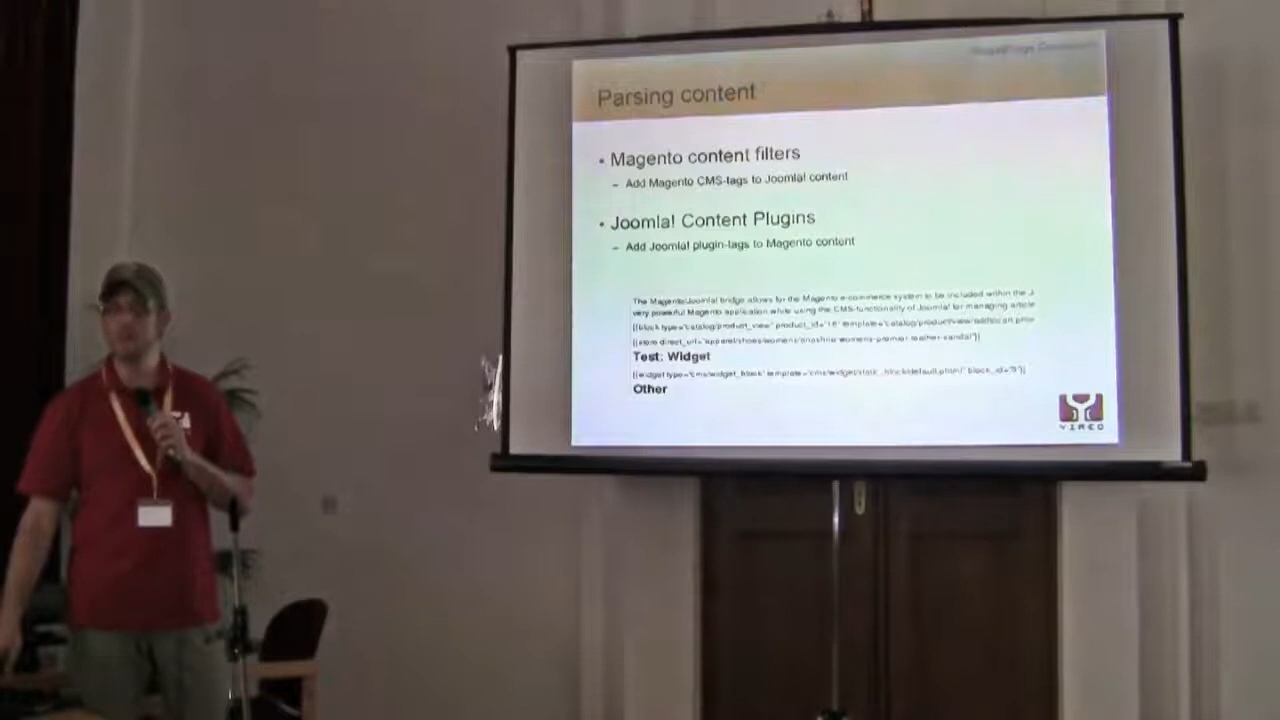 Parsing content
• Magento content filters
– Add Magento CMS-tags to Joomla! content
• Joomla! Content Plugins
– Add Joomla! plugin-tags to Magento content
The Magento/Joomla! bridge allows for the Magento e-commerce system to be included within the J
very powerful Magento application while using the CMS-functionality of Joomla! for managing article
{{block type="catalog/product_view" product_id="16" template="catalog/product/view/addtocart.phtml
{{store direct_url="apparel/shoes/womens/anashria-womens-premier-leather-sandal"}}
Test: Widget
{{widget type="cms/widget_block" template="cms/widget/static_block/default.phtml" block_id="5"}}
Other
YIREO